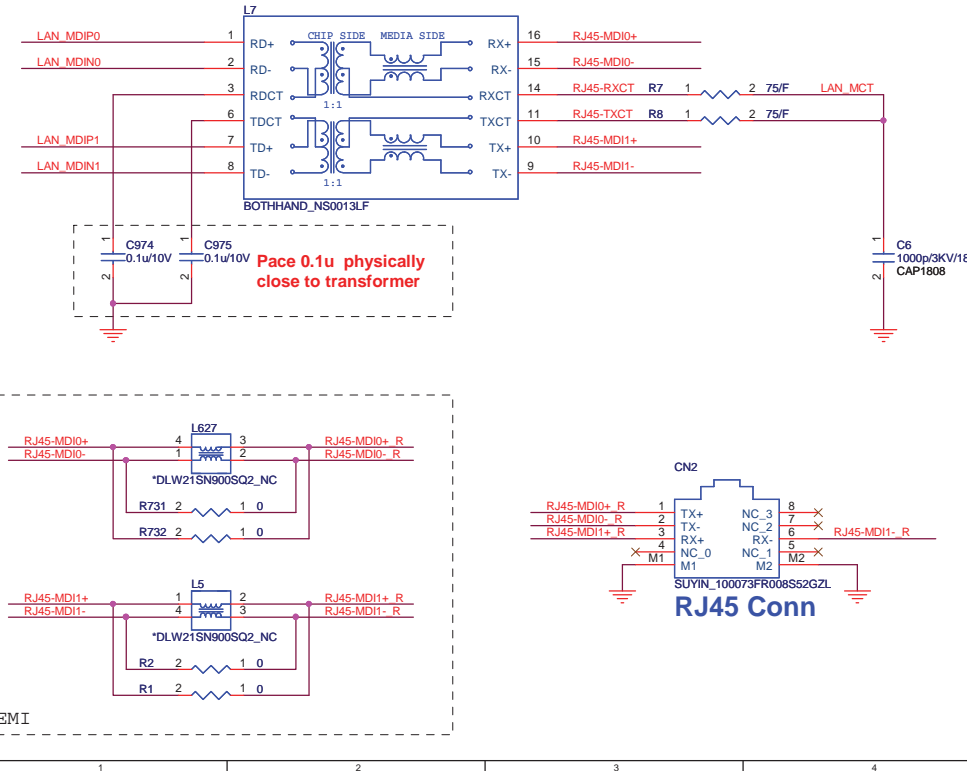 L7
LAN_MDIP0 1 RD+ CHIP SIDE MEDIA SIDE RX+ 16 RJ45-MDI0+
LAN_MDIN0 2 RD- RX- 15 RJ45-MDI0-
3 RDCT 1:1 RXCT 14 RJ45-RXCT R7 1 2 75/F LAN_MCT
6 TDCT TXCT 11 RJ45-TXCT R8 1 2 75/F
LAN_MDIP1 7 TD+ TX+ 10 RJ45-MDI1+
LAN_MDIN1 8 TD- 1:1 TX- 9 RJ45-MDI1-
BOTHHAND_NS0013LF
1 C974 0.1u/10V 2
1 C975 0.1u/10V 2
Pace 0.1u physically
close to transformer
1 C6
1000p/3KV/18
2 CAP1808
L627
RJ45-MDI0+ 4 3 RJ45-MDI0+_R
RJ45-MDI0- 1 2 RJ45-MDI0-_R
*DLW21SN900SQ2_NC
R731 2 1 0
R732 2 1 0
L5
RJ45-MDI1+ 1 2 RJ45-MDI1+_R
RJ45-MDI1- 4 3 RJ45-MDI1-_R
*DLW21SN900SQ2_NC
R2 2 1 0
R1 2 1 0
EMI
CN2
RJ45-MDI0+_R 1 TX+ NC_3 8
RJ45-MDI0-_R 2 TX- NC_2 7
RJ45-MDI1+_R 3 RX+ RX- 6 RJ45-MDI1-_R
4 NC_0 NC_1 5
M1 M1 M2 M2
SUYIN_100073FR008S52GZL
RJ45 Conn
1 2 3 4